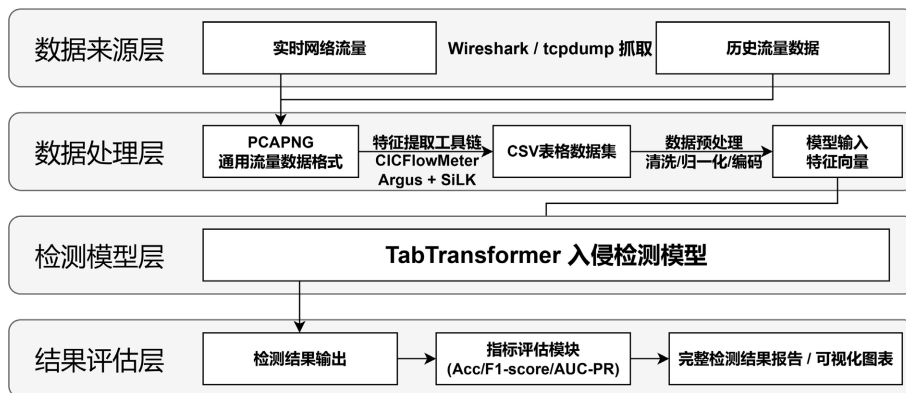 数据来源层
实时网络流量
Wireshark / tcpdump 抓取
历史流量数据
数据处理层
PCAPNG
通用流量数据格式
特征提取工具链
CICFlowMeter
Argus + SiLK
CSV表格数据集
数据预处理
清洗/归一化/编码
模型输入
特征向量
检测模型层
TabTransformer 入侵检测模型
结果评估层
检测结果输出
指标评估模块
(Acc/F1-score/AUC-PR)
完整检测结果报告 / 可视化图表